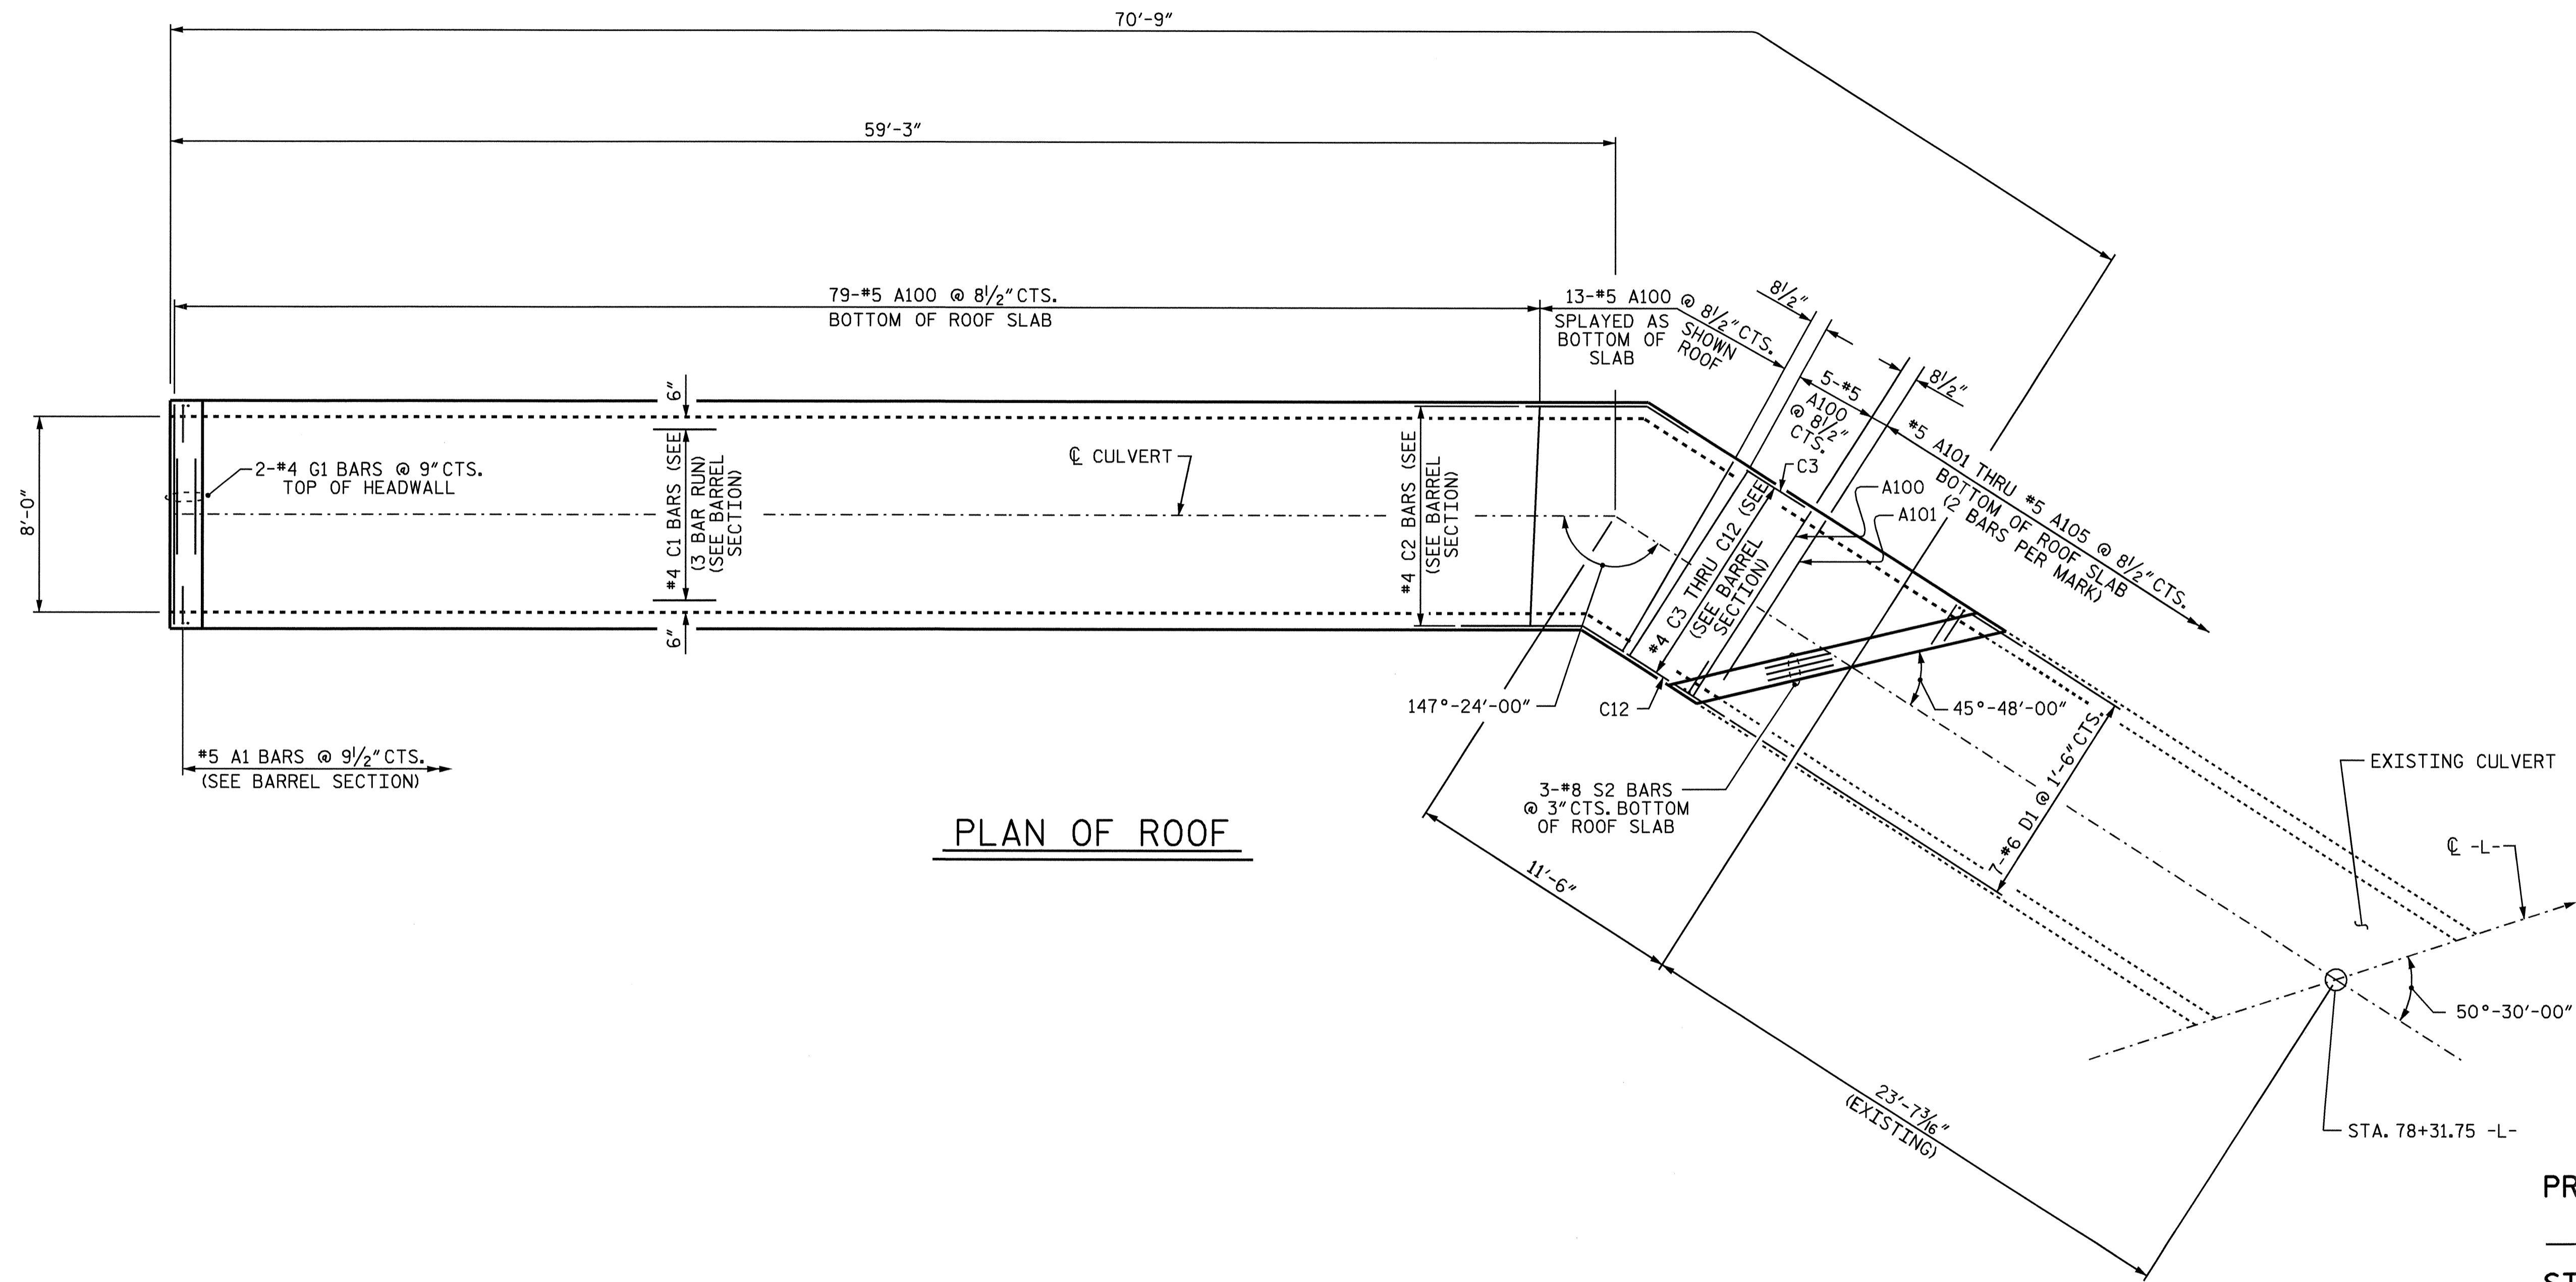 70'-9"
59'-3"
79-#5 A100 @ 8½" CTS.
BOTTOM OF ROOF SLAB
13-#5 A100 @ 8½" CTS.
SPLAYED AS SHOWN
BOTTOM OF ROOF
SLAB
8½"
5-#5
A100
@ 8½"
CTS.
8½"
#5 A101 THRU #5 A105 @ 8½" CTS.
BOTTOM OF ROOF SLAB
(2 BARS PER MARK)
8'-0"
2-#4 G1 BARS @ 9" CTS.
TOP OF HEADWALL
6"
#4 C1 BARS (SEE
(3 BAR RUN)
(SEE BARREL
SECTION)
6"
℄ CULVERT
#4 C2 BARS (SEE
(SEE BARREL
SECTION)
C3
#4 C3 THRU C12 (SEE
(SEE BARREL
SECTION)
A100
A101
147°-24'-00"
C12
45°-48'-00"
#5 A1 BARS @ 9½" CTS.
(SEE BARREL SECTION)
3-#8 S2 BARS
@ 3" CTS. BOTTOM
OF ROOF SLAB
7-#6 D1 @ 1'-6" CTS.
EXISTING CULVERT
℄ -L-
PLAN OF ROOF
11'-6"
50°-30'-00"
23'-7 3/16"
(EXISTING)
STA. 78+31.75 -L-
PR